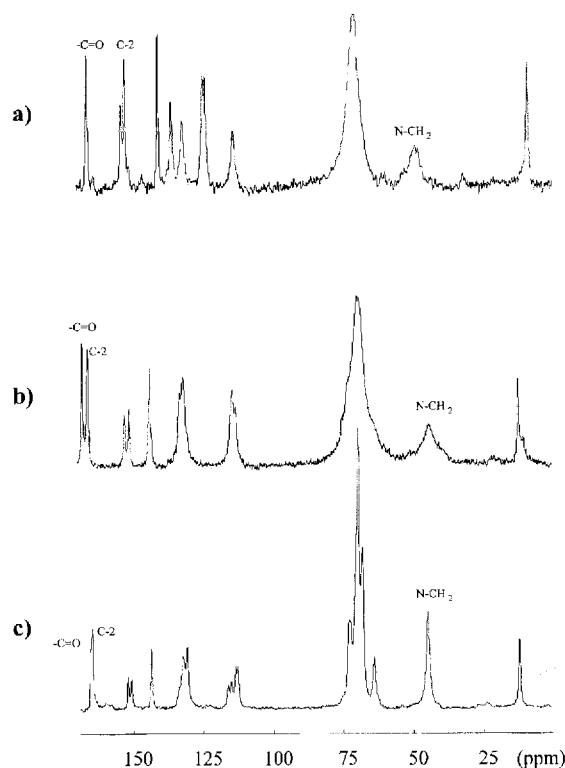 -C=O C-2
a)
N-CH2
-C=O
C-2
b)
N-CH2
N-CH2
-C=O C-2
c)
150 125 100 75 50 25 (ppm)